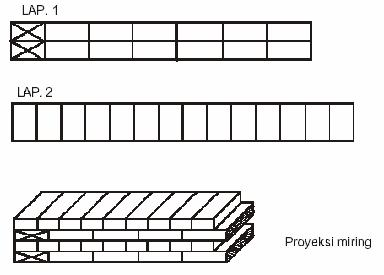 LAP. 1
LAP. 2
Proyeksi miring